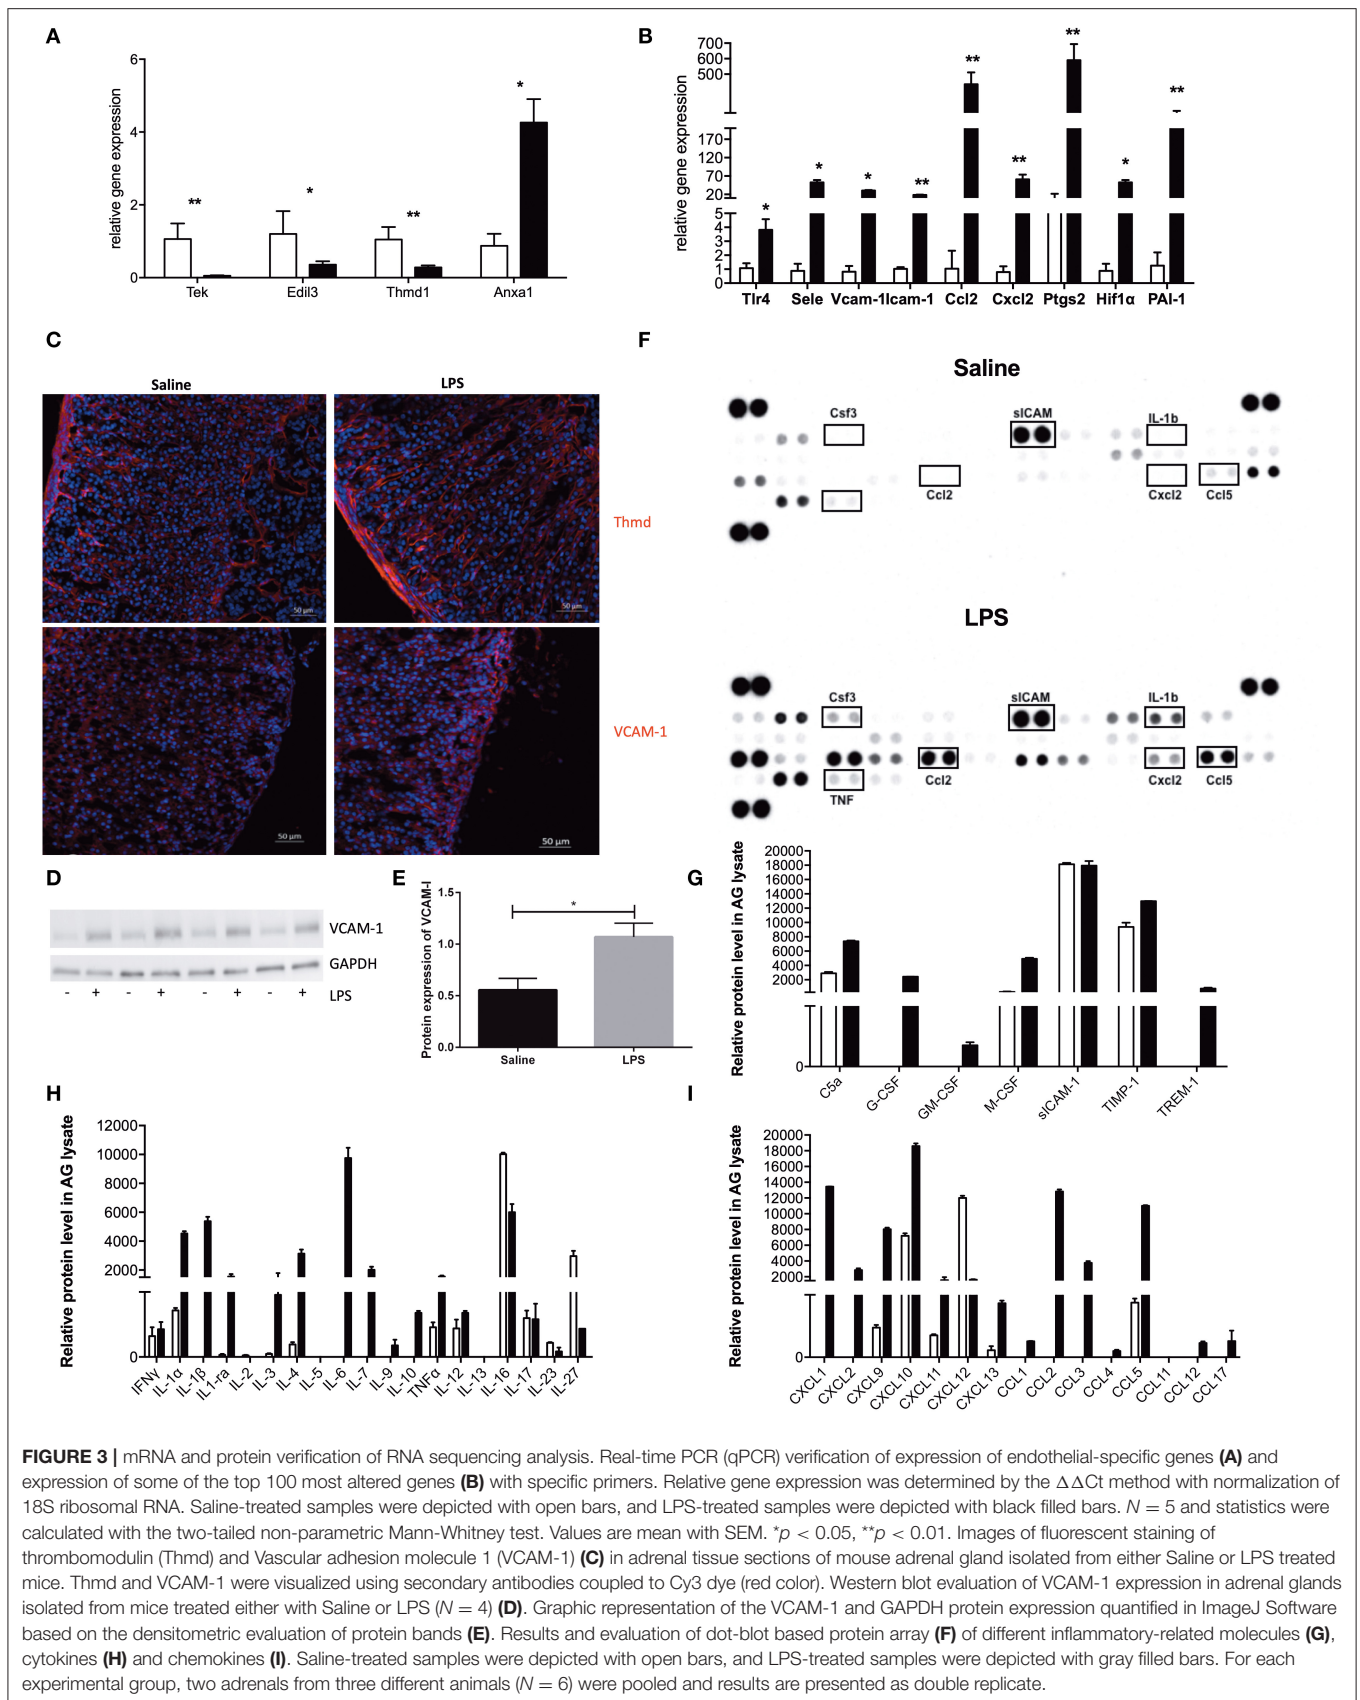 A
relative gene expression
6
4
2
0
**
*
**
*
Tek Edil3 Thmd1 Anxa1
B
relative gene expression
700
600
500
170
120
70
20
5
4
3
2
1
0
*
*
*
**
**
**
**
*
**
Tlr4 Sele Vcam-1 Icam-1 Ccl2 Cxcl2 Ptgs2 Hif1α PAI-1
C
Saline LPS
50 µm
50 µm
Thmd
50 µm
50 µm
VCAM-1
F
Saline
Csf3 sICAM IL-1b
Ccl2 Cxcl2 Ccl5
LPS
Csf3 sICAM IL-1b
TNF Ccl2 Cxcl2 Ccl5
D
VCAM-1
GAPDH
- + - + - + - + LPS
E
Protein expression of VCAM-I
1.5
1.0
0.5
0.0
*
Saline LPS
G
Relative protein level in AG lysate
20000
18000
16000
14000
12000
10000
8000
6000
4000
2000
0
C5a G-CSF GM-CSF M-CSF sICAM-1 TIMP-1 TREM-1
H
Relative protein level in AG lysate
12000
10000
8000
6000
4000
2000
0
IFNγ IL-1α IL-1β IL1-ra IL-2 IL-3 IL-4 IL-5 IL-6 IL-7 IL-9 IL-10 TNFα IL-12 IL-13 IL-16 IL-17 IL-23 IL-27
I
Relative protein level in AG lysate
20000
18000
16000
14000
12000
10000
8000
6000
4000
2000
0
CXCL1 CXCL2 CXCL9 CXCL10 CXCL11 CXCL12 CXCL13 CCL1 CCL2 CCL3 CCL4 CCL5 CCL11 CCL12 CCL17
FIGURE 3 | mRNA and protein verification of RNA sequencing analysis. Real-time PCR (qPCR) verification of expression of endothelial-specific genes (A) and
expression of some of the top 100 most altered genes (B) with specific primers. Relative gene expression was determined by the ΔΔCt method with normalization of
18S ribosomal RNA. Saline-treated samples were depicted with open bars, and LPS-treated samples were depicted with black filled bars. N = 5 and statistics were
calculated with the two-tailed non-parametric Mann-Whitney test. Values are mean with SEM. *p < 0.05, **p < 0.01. Images of fluorescent staining of
thrombomodulin (Thmd) and Vascular adhesion molecule 1 (VCAM-1) (C) in adrenal tissue sections of mouse adrenal gland isolated from either Saline or LPS treated
mice. Thmd and VCAM-1 were visualized using secondary antibodies coupled to Cy3 dye (red color). Western blot evaluation of VCAM-1 expression in adrenal glands
isolated from mice treated either with Saline or LPS (N = 4) (D). Graphic representation of the VCAM-1 and GAPDH protein expression quantified in ImageJ Software
based on the densitometric evaluation of protein bands (E). Results and evaluation of dot-blot based protein array (F) of different inflammatory-related molecules (G),
cytokines (H) and chemokines (I). Saline-treated samples were depicted with open bars, and LPS-treated samples were depicted with gray filled bars. For each
experimental group, two adrenals from three different animals (N = 6) were pooled and results are presented as double replicate.